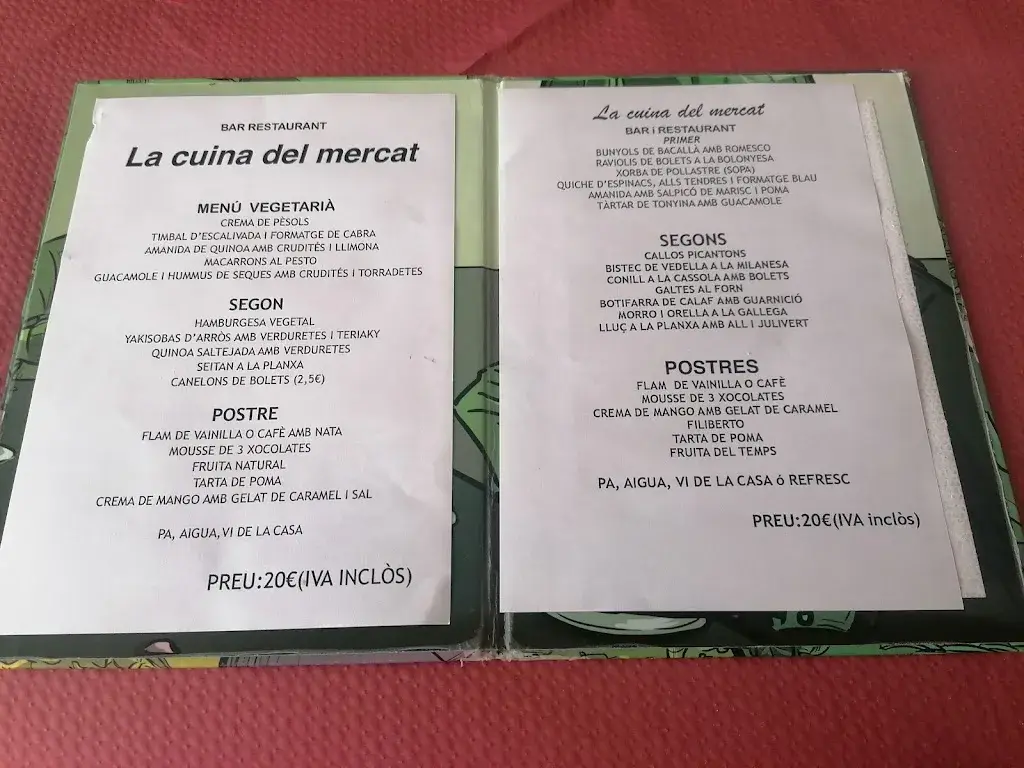 BAR RESTAURANT
La cuina del mercat
MENÚ VEGETARIÀ
CREMA DE PÈSOLS
TIMBAL D'ESCALIVADA I FORMATGE DE CABRA
AMANIDA DE QUINOA AMB CRUDITÉS I LLIMONA
MACARRONS AL PESTO
GUACAMOLE I HUMMUS DE SEQUES AMB CRUDITÉS I TORRADETES
SEGON
HAMBURGESA VEGETAL
YAKISOBAS D'ARRÒS AMB VERDURETES I TERIAKY
QUINOA SALTEJADA AMB VERDURETES
SEITAN A LA PLANXA
CANELONS DE BOLETS (2,5€)
POSTRE
FLAM DE VAINILLA O CAFÈ AMB NATA
MOUSSE DE 3 XOCOLATES
FRUITA NATURAL
TARTA DE POMA
CREMA DE MANGO AMB GELAT DE CARAMEL I SAL
PA, AIGUA, VI DE LA CASA
PREU:20€(IVA INCLÒS)
La cuina del mercat
BAR i RESTAURANT
PRIMER
BUNYOLS DE BACALLÀ AMB ROMESCO
RAVIOLIS DE BOLETS A LA BOLONYESA
XORBA DE POLLASTRE (SOPA)
QUICHE D'ESPINACS, ALLS TENDRES I FORMATGE BLAU
AMANIDA AMB SALPICÓ DE MARISC I POMA
TÀRTAR DE TONYINA AMB GUACAMOLE
SEGONS
CALLOS PICANTONS
BISTEC DE VEDELLA A LA MILANESA
CONILL A LA CASSOLA AMB BOLETS
GALTES AL FORN
BOTIFARRA DE CALAF AMB GUARNICIÓ
MORRO I ORELLA A LA GALLEGA
LLUÇ A LA PLANXA AMB ALL I JULIVERT
POSTRES
FLAM DE VAINILLA O CAFÈ
MOUSSE DE 3 XOCOLATES
CREMA DE MANGO AMB GELAT DE CARAMEL
FILIBERTO
TARTA DE POMA
FRUITA DEL TEMPS
PA, AIGUA, VI DE LA CASA ó REFRESC
PREU:20€(IVA inclòs)